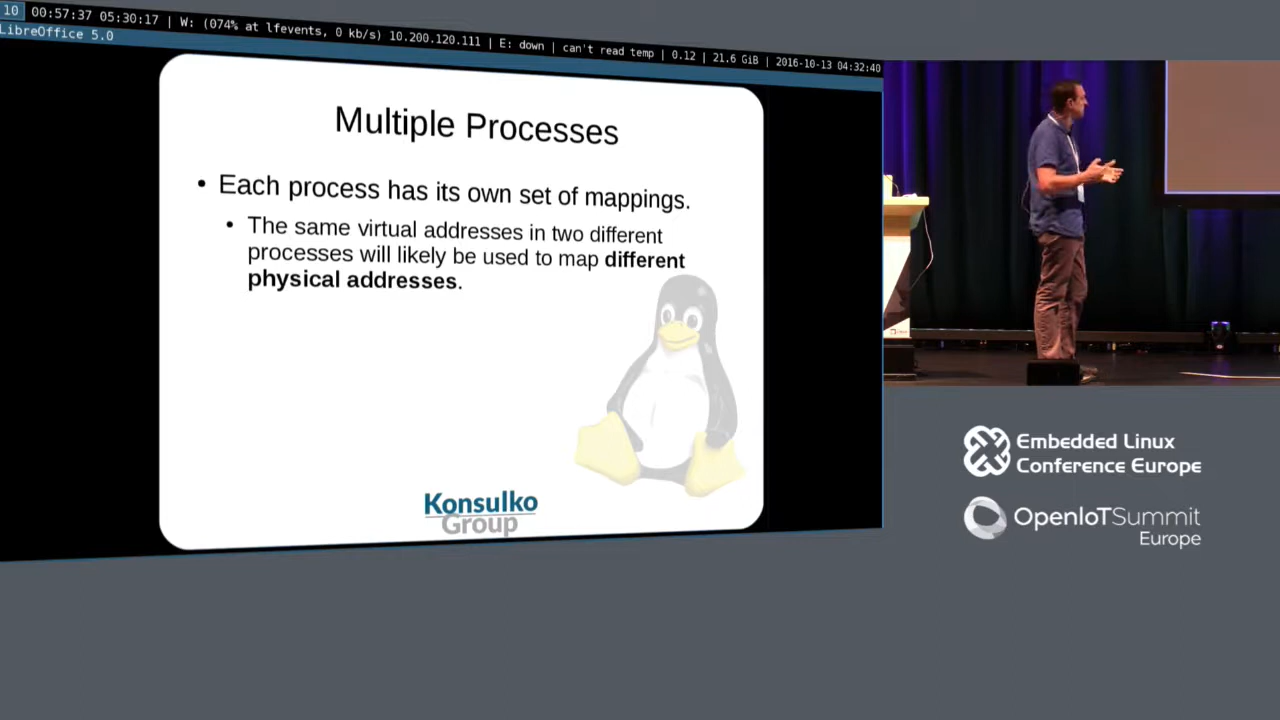 10 00:57:37 05:30:17 | W: (074% at lfevents, 0 kb/s) 10.200.120.111 | E: down | can't read temp | 0.12 | 21.6 GiB | 2016-10-13 04:32:40
LibreOffice 5.0
Multiple Processes
• Each process has its own set of mappings.
• The same virtual addresses in two different
processes will likely be used to map different
physical addresses.
Konsulko
Group
Embedded Linux
Conference Europe
OpenIoTSummit
Europe